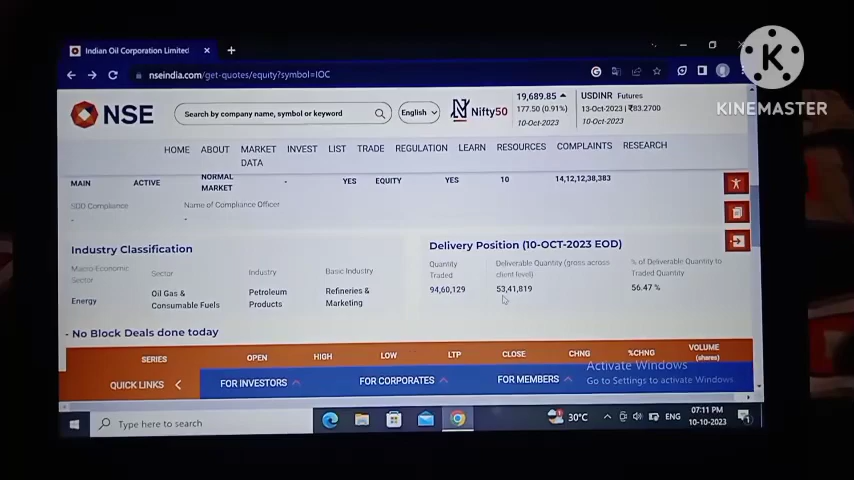 Indian Oil Corporation Limited
nseindia.com/get-quotes/equity?symbol=IOC
KINEMASTER
NSE
Search by company name, symbol or keyword
English
Nifty50
19,689.85
177.50 (0.91%)
10-Oct-2023
USDINR Futures
13-Oct-2023 | ₹83.2700
10-Oct-2023
HOME ABOUT MARKET DATA INVEST LIST TRADE REGULATION LEARN RESOURCES COMPLAINTS RESEARCH
MAIN ACTIVE NORMAL MARKET - YES EQUITY YES 10 14,12,12,38,383
SDD Compliance Name of Compliance Officer
- -
Industry Classification
Macro-Economic Sector Sector Industry Basic Industry
Energy Oil Gas & Consumable Fuels Petroleum Products Refineries & Marketing
Delivery Position (10-OCT-2023 EOD)
Quantity Traded Deliverable Quantity (gross across client level) % of Deliverable Quantity to Traded Quantity
94,60,129 53,41,819 56.47 %
- No Block Deals done today
SERIES OPEN HIGH LOW LTP CLOSE CHNG %CHNG VOLUME (shares)
QUICK LINKS FOR INVESTORS FOR CORPORATES FOR MEMBERS
Activate Windows
Go to Settings to activate Windows.
Type here to search
30°C
ENG
07:11 PM
10-10-2023